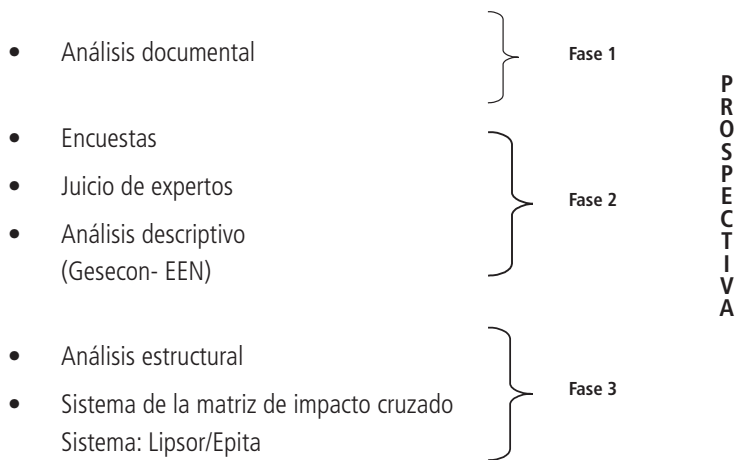 • Análisis documental
Fase 1
• Encuestas
• Juicio de expertos
• Análisis descriptivo
(Gesecon- EEN)
Fase 2
• Análisis estructural
• Sistema de la matriz de impacto cruzado
Sistema: Lipsor/Epita
Fase 3
PROSPECTIVA